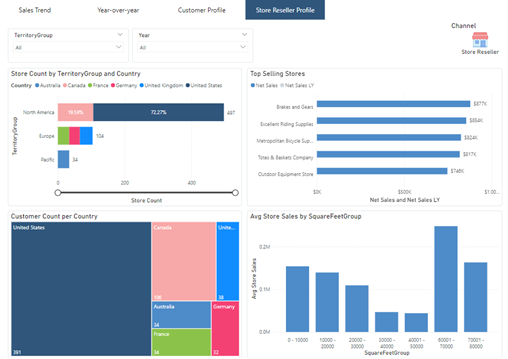 Sales Trend
Year-over-year
Customer Profile
Store Reseller Profile
TerritoryGroup
All
Year
All
Channel
Store Reseller
Store Count by TerritoryGroup and Country
Country Australia Canada France Germany United Kingdom United States
TerritoryGroup
North America 72.27% 497
Europe 104
Pacific 34
0 200 400
Store Count
Top Selling Stores
Net Sales Net Sales LY
Brakes and Gears $877K
Excellent Riding Supplies $854K
Metropolitan Bicycle Sup... $824K
Totes & Baskets Company $817K
Outdoor Equipment Store $746K
$0K $500K $1,00...
Net Sales and Net Sales LY
Customer Count per Country
United States
391
Canada
106
Unite...
38
Australia
34
France
34
Germany
32
Avg Store Sales by SquareFeetGroup
Avg Store Sales
0.2M
0.1M
0.0M
0 - 10000
10000 - 20000
20000 - 30000
30000 - 40000
40001 - 50000
60001 - 70000
70001 - 80000
SquareFeetGroup